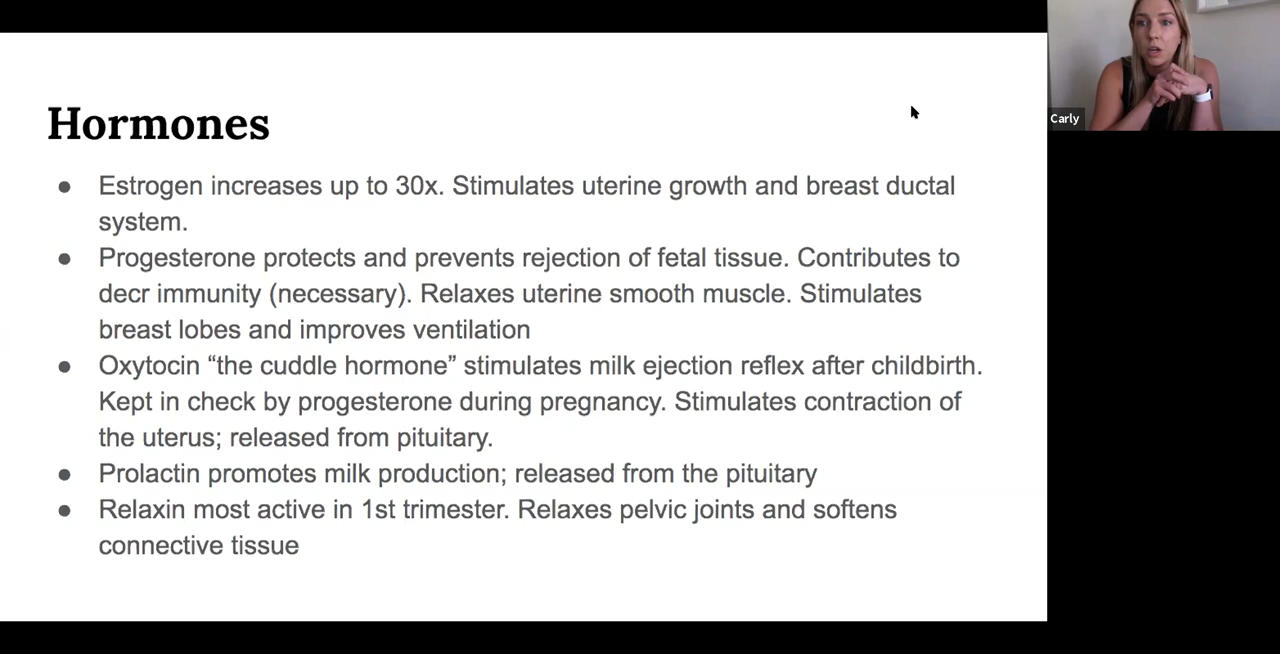 Hormones
● Estrogen increases up to 30x. Stimulates uterine growth and breast ductal
system.
● Progesterone protects and prevents rejection of fetal tissue. Contributes to
decr immunity (necessary). Relaxes uterine smooth muscle. Stimulates
breast lobes and improves ventilation
● Oxytocin “the cuddle hormone” stimulates milk ejection reflex after childbirth.
Kept in check by progesterone during pregnancy. Stimulates contraction of
the uterus; released from pituitary.
● Prolactin promotes milk production; released from the pituitary
● Relaxin most active in 1st trimester. Relaxes pelvic joints and softens
connective tissue
Carly